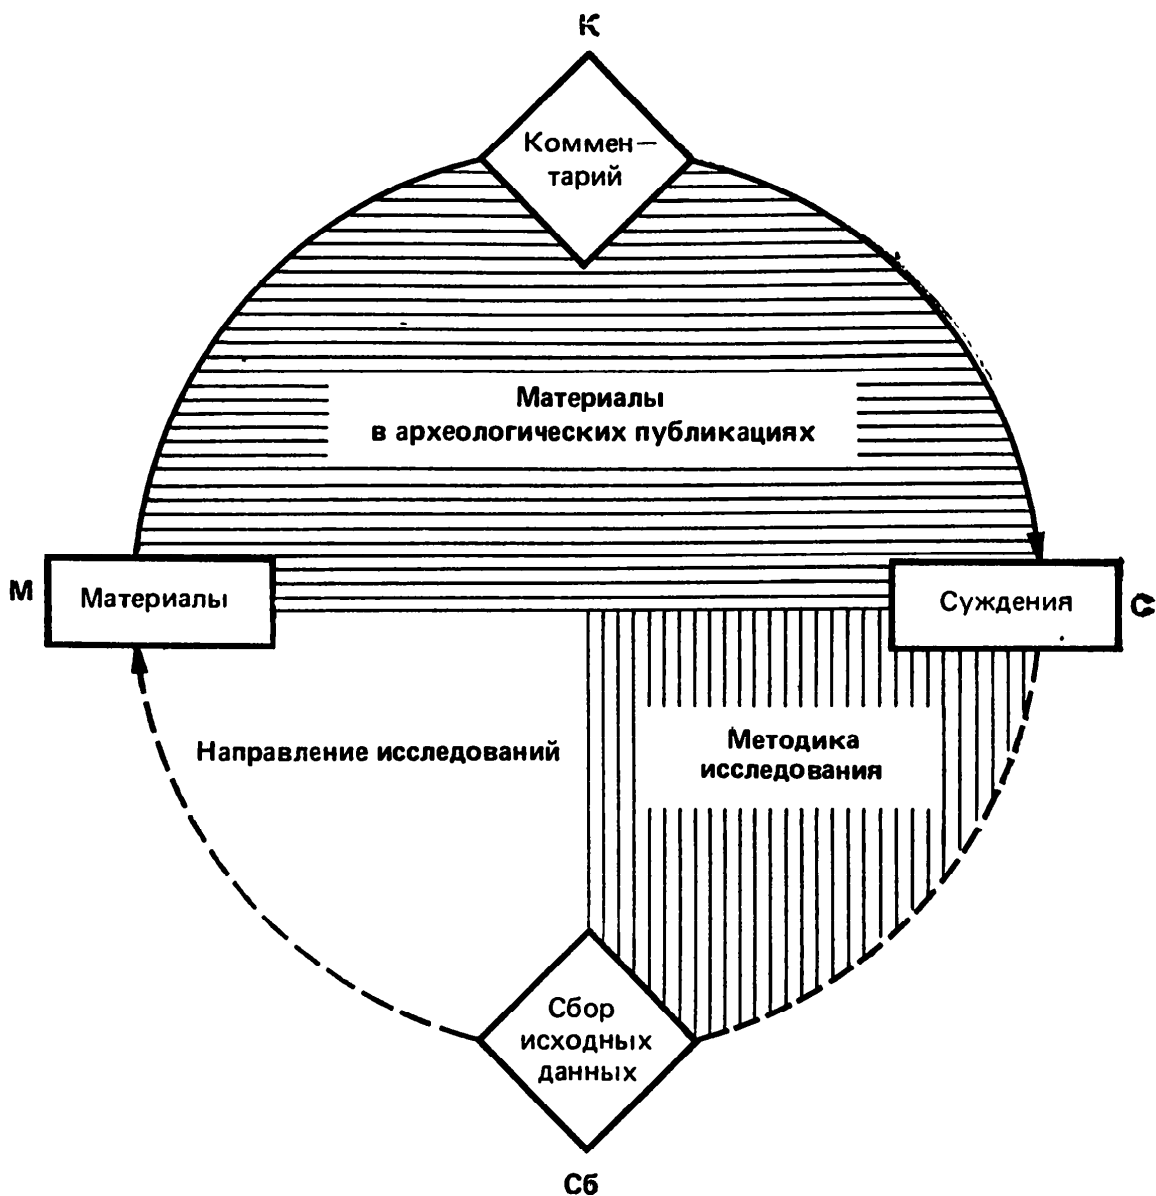 К
Коммен—
тарий
Материалы
в археологических публикациях
М
Материалы
Суждения
С
Направление исследований
Методика
исследования
Сбор
исходных
данных
Сб